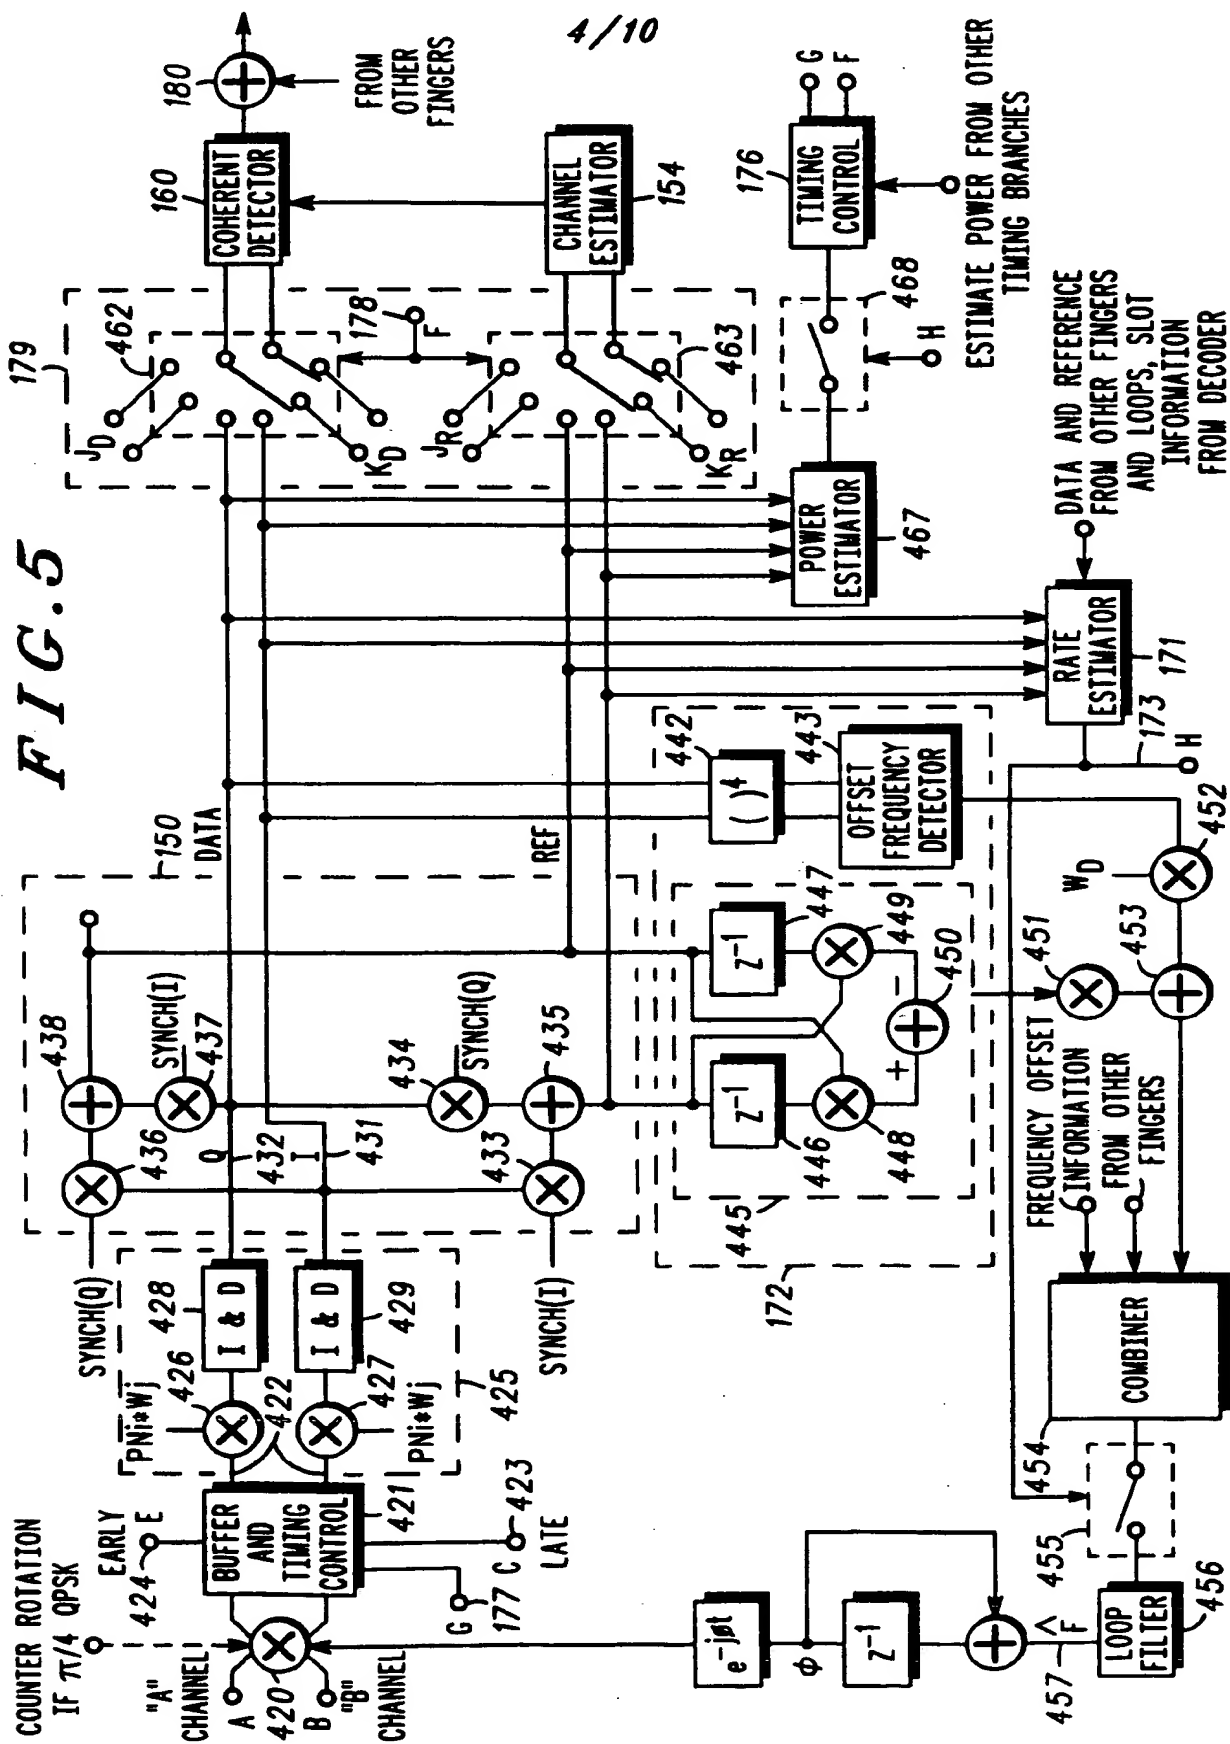 4/10
FIG.5
COUNTER ROTATION
IF π/4 QPSK
"A"
CHANNEL
A
420
B
"B"
CHANNEL
EARLY
424
E
BUFFER
AND
TIMING
CONTROL
421
G
177
C
423
LATE
422
PNi*Wj
426
427
PNi*Wj
425
428
I & D
I & D
429
SYNCH(Q)
SYNCH(I)
436
438
SYNCH(I)
437
Q
432
I
431
434
SYNCH(Q)
433
435
150
DATA
REF
179
462
JD
KD
178
F
JR
KR
463
160
COHERENT
DETECTOR
180
FROM
OTHER
FINGERS
CHANNEL
ESTIMATOR
154
POWER
ESTIMATOR
467
468
H
176
TIMING
CONTROL
G
F
ESTIMATE POWER FROM OTHER
TIMING BRANCHES
DATA AND REFERENCE
FROM OTHER FINGERS
AND LOOPS, SLOT
INFORMATION
FROM DECODER
RATE
ESTIMATOR
171
173
H
172
445
Z-1
446
Z-1
447
448
449
+
-
450
442
( )4
443
OFFSET
FREQUENCY
DETECTOR
WD
452
451
453
FREQUENCY OFFSET
INFORMATION
FROM OTHER
FINGERS
COMBINER
454
455
LOOP
FILTER
456
457
F̂
Z-1
ϕ
e-jøt